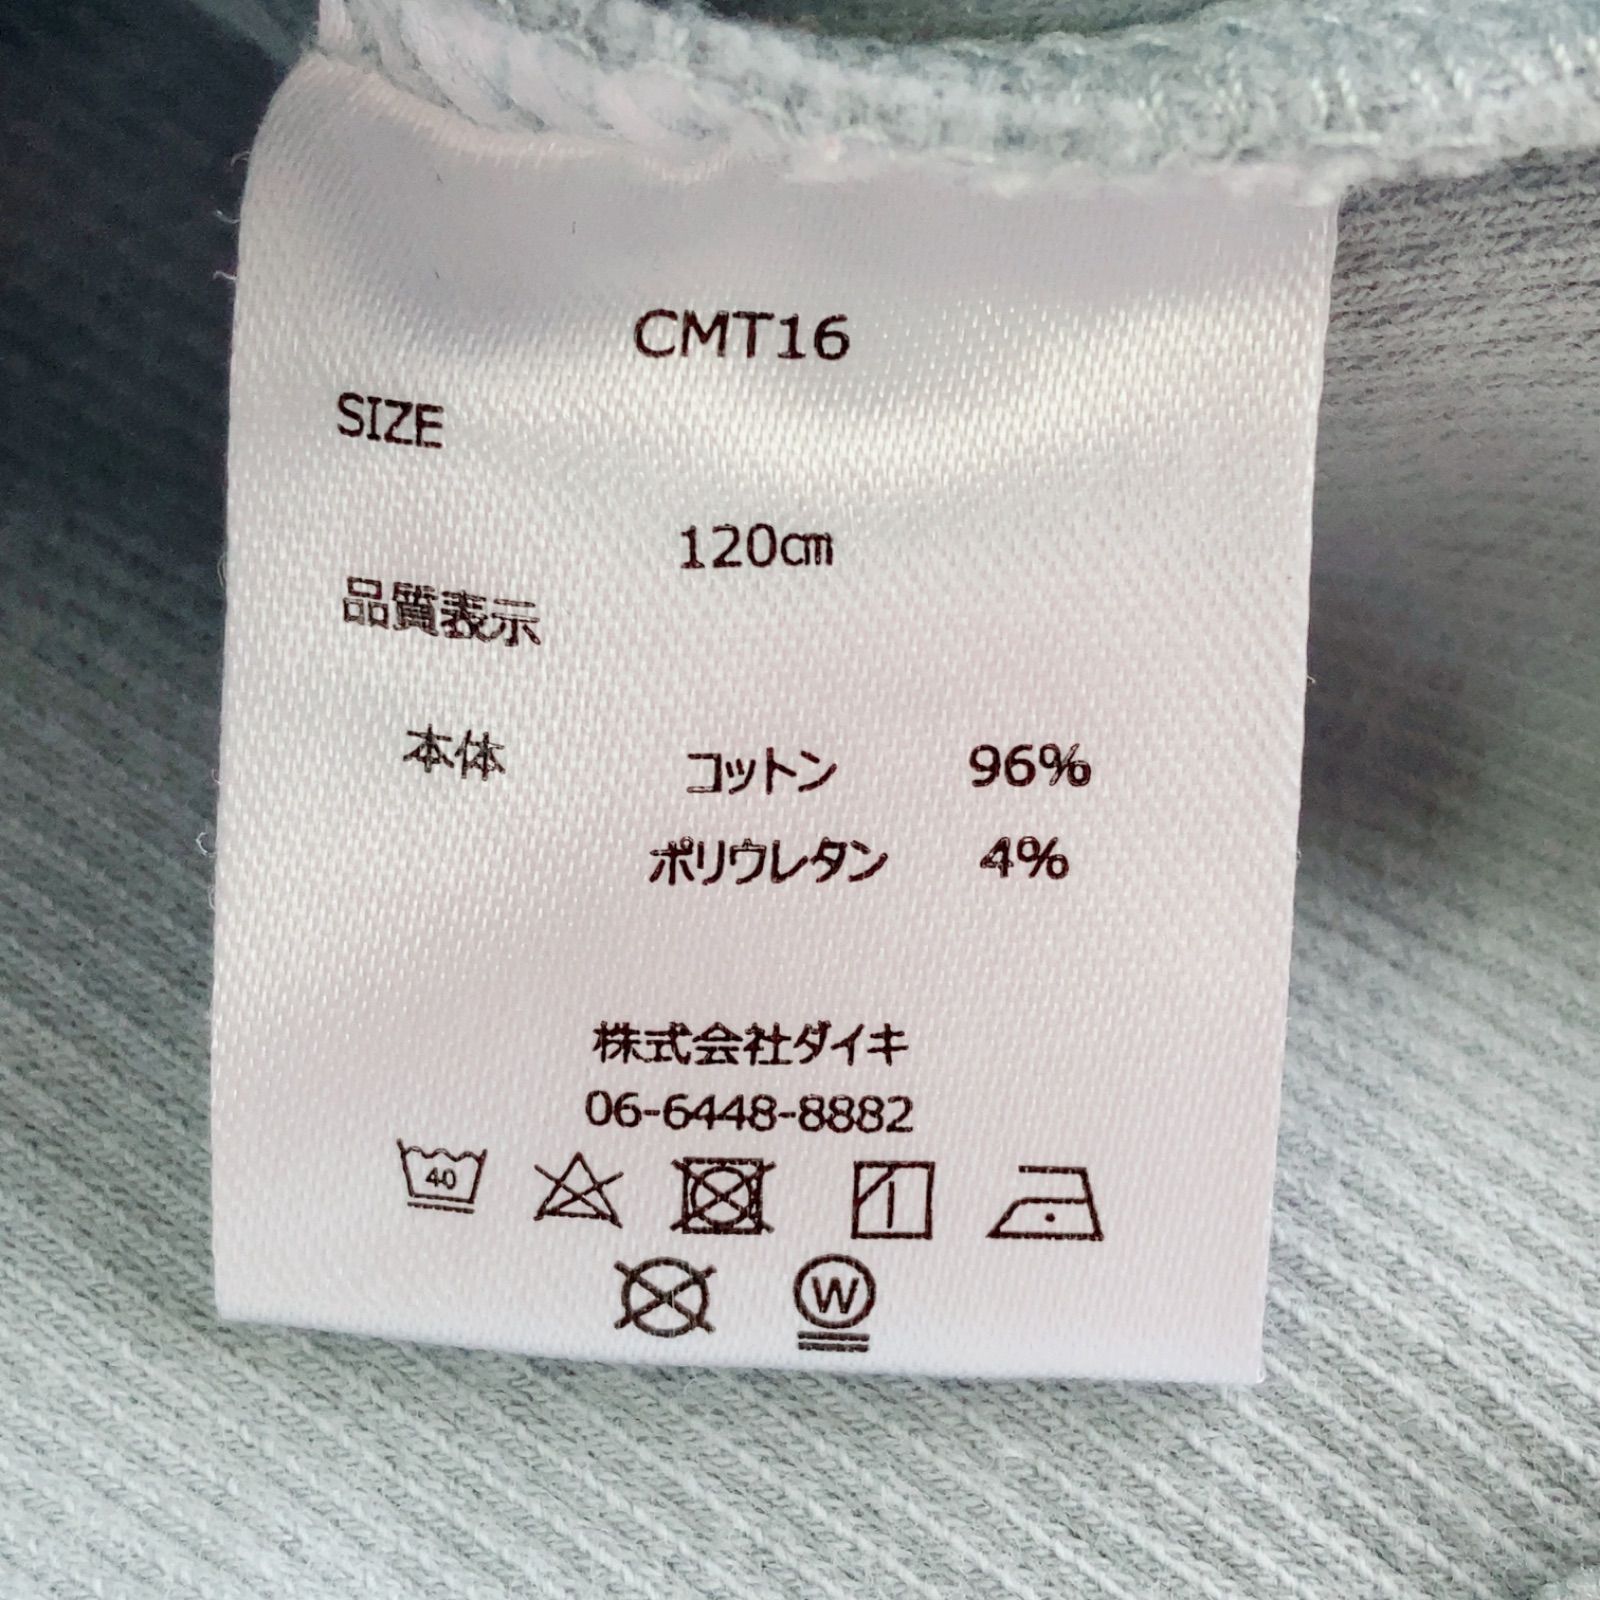 CMT16
SIZE
120㎝
品質表示
本体 コットン 96%
ポリウレタン 4%
株式会社ダイキ
06-6448-8882
40
W